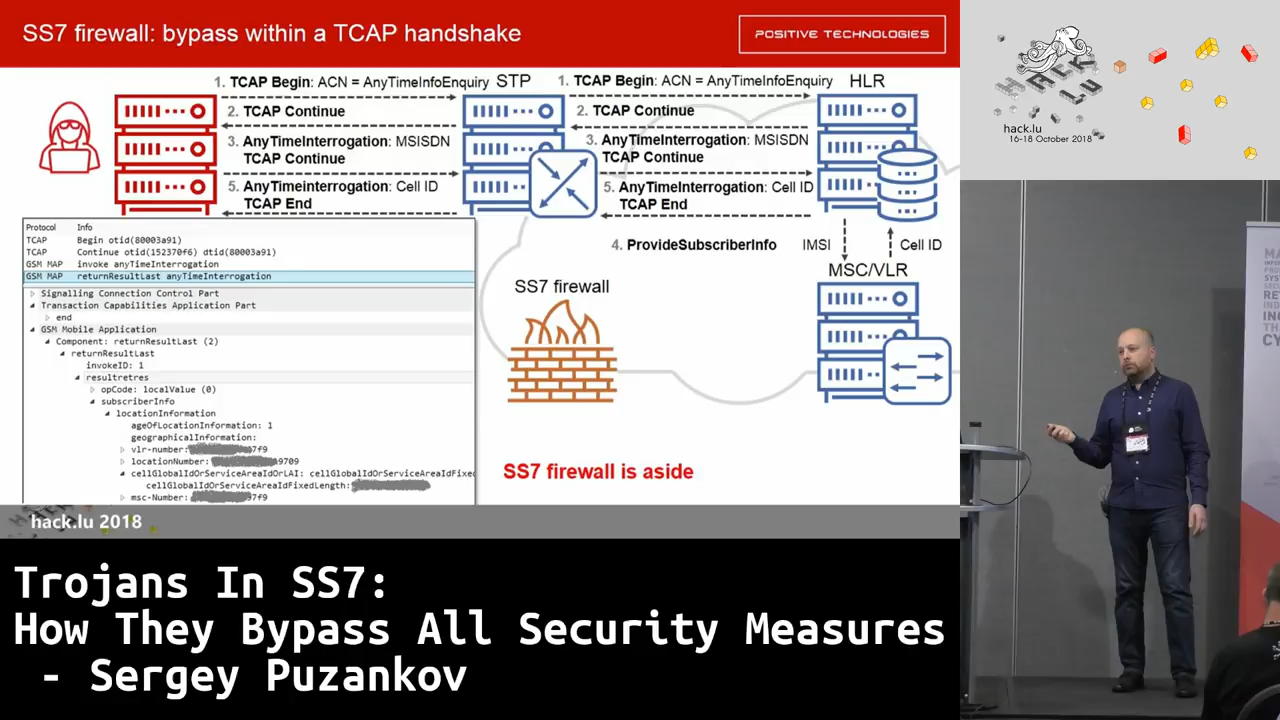 SS7 firewall: bypass within a TCAP handshake
POSITIVE TECHNOLOGIES
1. TCAP Begin: ACN = AnyTimeInfoEnquiry
STP
1. TCAP Begin: ACN = AnyTimeInfoEnquiry
HLR
2. TCAP Continue
2. TCAP Continue
3. AnyTimeInterrogation: MSISDN
TCAP Continue
3. AnyTimeInterrogation: MSISDN
TCAP Continue
5. AnyTimeinterrogation: Cell ID
TCAP End
5. AnyTimeInterrogation: Cell ID
TCAP End
4. ProvideSubscriberInfo
IMSI
Cell ID
MSC/VLR
SS7 firewall
SS7 firewall is aside
Protocol Info
TCAP Begin otid(80003a91)
TCAP Continue otid(152370f6) dtid(80003a91)
GSM MAP invoke anyTimeInterrogation
GSM MAP returnResultLast anyTimeInterrogation
Signalling Connection Control Part
Transaction Capabilities Application Part
end
GSM Mobile Application
Component: returnResultLast (2)
returnResultLast
invokeID: 1
resultretres
opCode: localValue (0)
subscriberInfo
locationInformation
ageOfLocationInformation: 1
geographicalInformation:
vlr-number: 97f9
locationNumber: a9709
cellGlobalIdOrServiceAreaIdOrLAI: cellGlobalIdOrServiceAreaIdFixed
cellGlobalIdOrServiceAreaIdFixedLength:
msc-Number: 97f9
hack.lu 2018
HACK
LU
hack.lu
16-18 October 2018
Trojans In SS7:
How They Bypass All Security Measures
- Sergey Puzankov